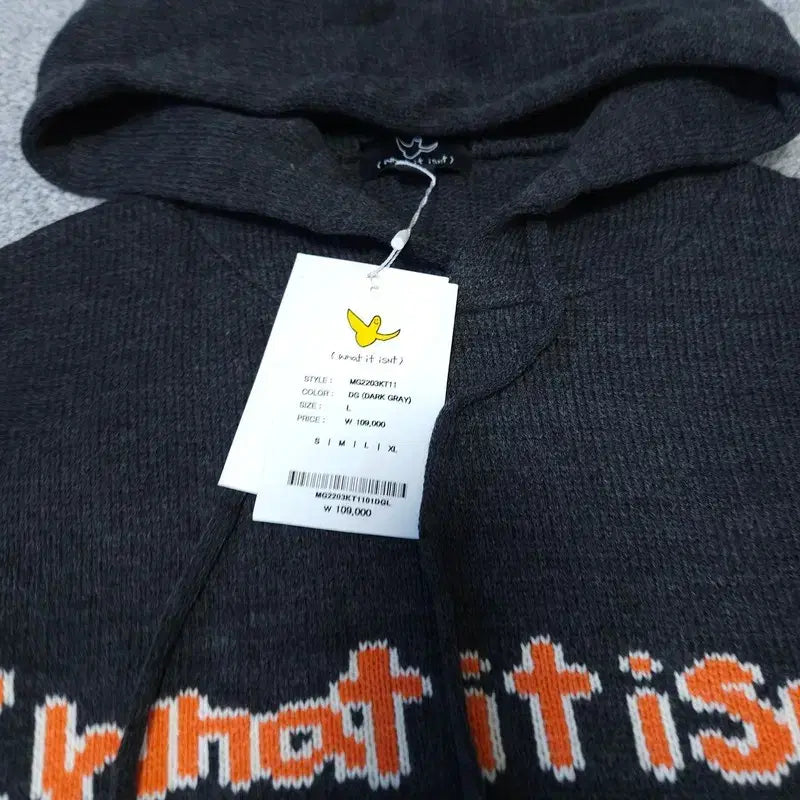 (what it isnt)
(what it isnt)
STYLE : MG2203KT11
COLOR : DG (DARK GRAY)
SIZE : L
PRICE : ₩ 109,000
S | M | L | XL
MG2203KT1101DGL
₩ 109,000
what it is